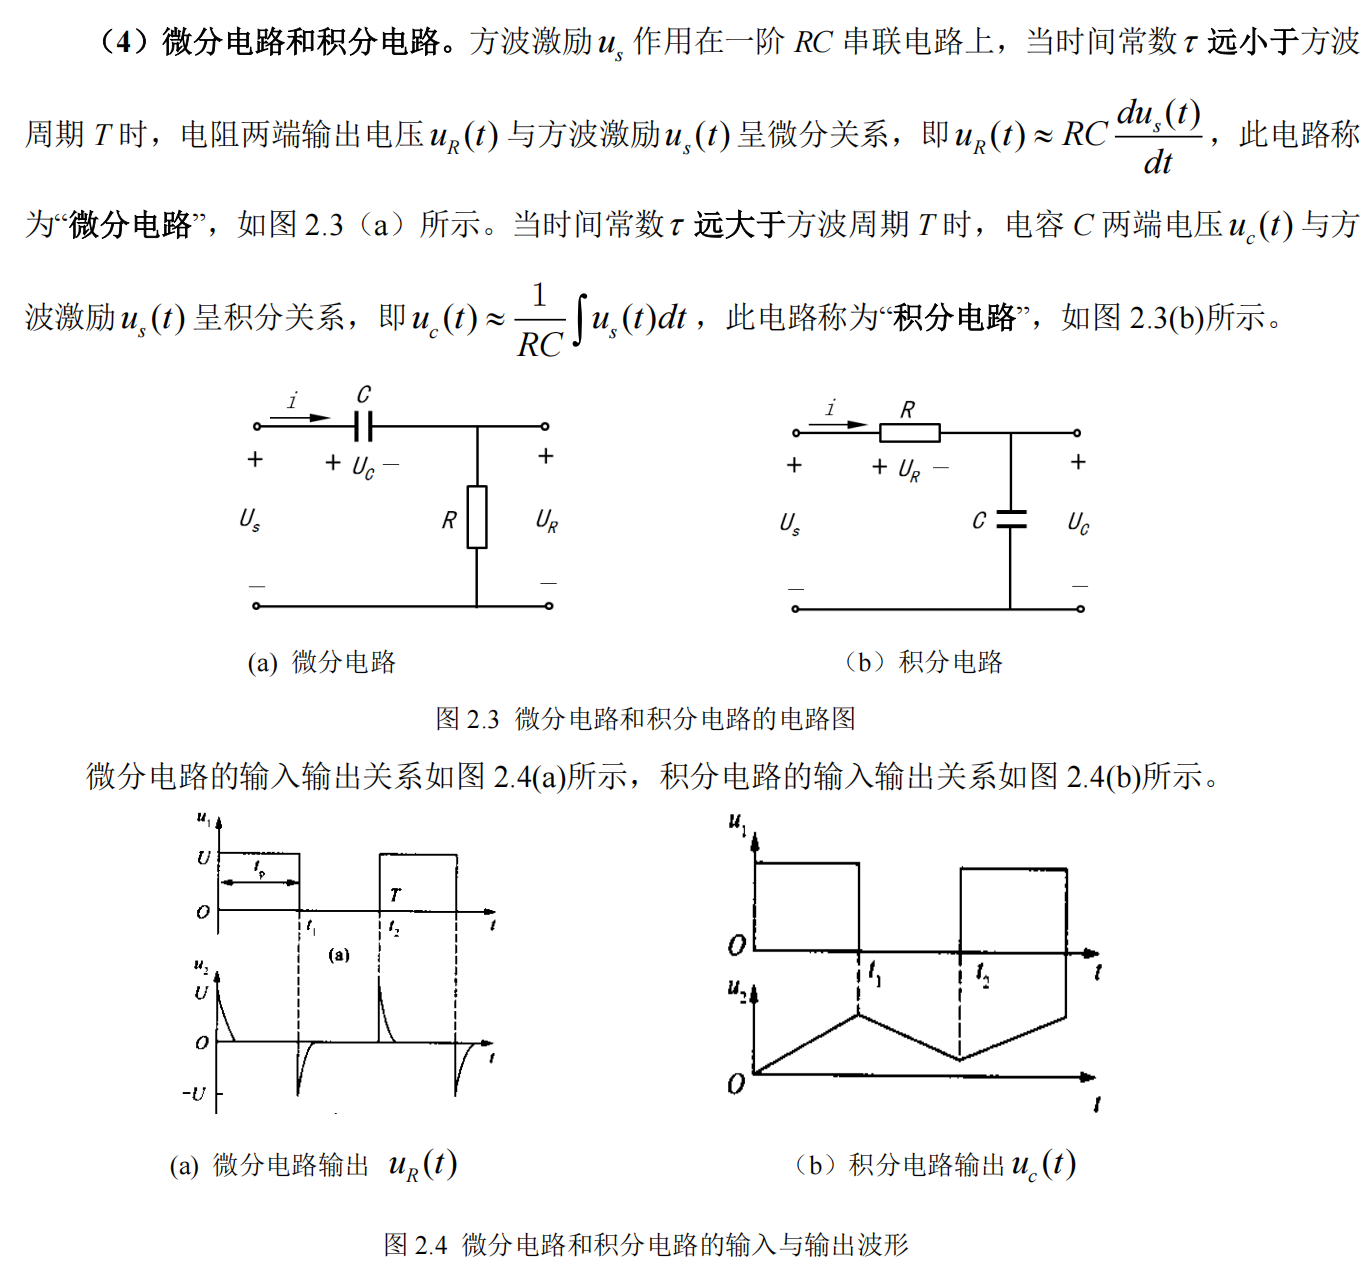 （4）微分电路和积分电路。方波激励 u_s 作用在一阶 RC 串联电路上，当时间常数 τ 远小于方波
周期 T 时，电阻两端输出电压 u_R(t) 与方波激励 u_s(t) 呈微分关系，即 u_R(t) ≈ RC du_s(t)/dt，此电路称
为“微分电路”，如图 2.3（a）所示。当时间常数 τ 远大于方波周期 T 时，电容 C 两端电压 u_c(t) 与方
波激励 u_s(t) 呈积分关系，即 u_c(t) ≈ 1/RC ∫u_s(t)dt，此电路称为“积分电路”，如图 2.3(b)所示。
i C
+ + U_C − +
U_s R U_R
− −
i R
+ + U_R − +
U_s C U_C
− −
(a) 微分电路
（b）积分电路
图 2.3 微分电路和积分电路的电路图
微分电路的输入输出关系如图 2.4(a)所示，积分电路的输入输出关系如图 2.4(b)所示。
u_1
U
t_p
T
O
t_1 t_2 t
(a)
u_2
U
O
t
-U
u_1
O
t_1 t_2 t
u_2
O
t
(a) 微分电路输出 u_R(t)
（b）积分电路输出 u_c(t)
图 2.4 微分电路和积分电路的输入与输出波形